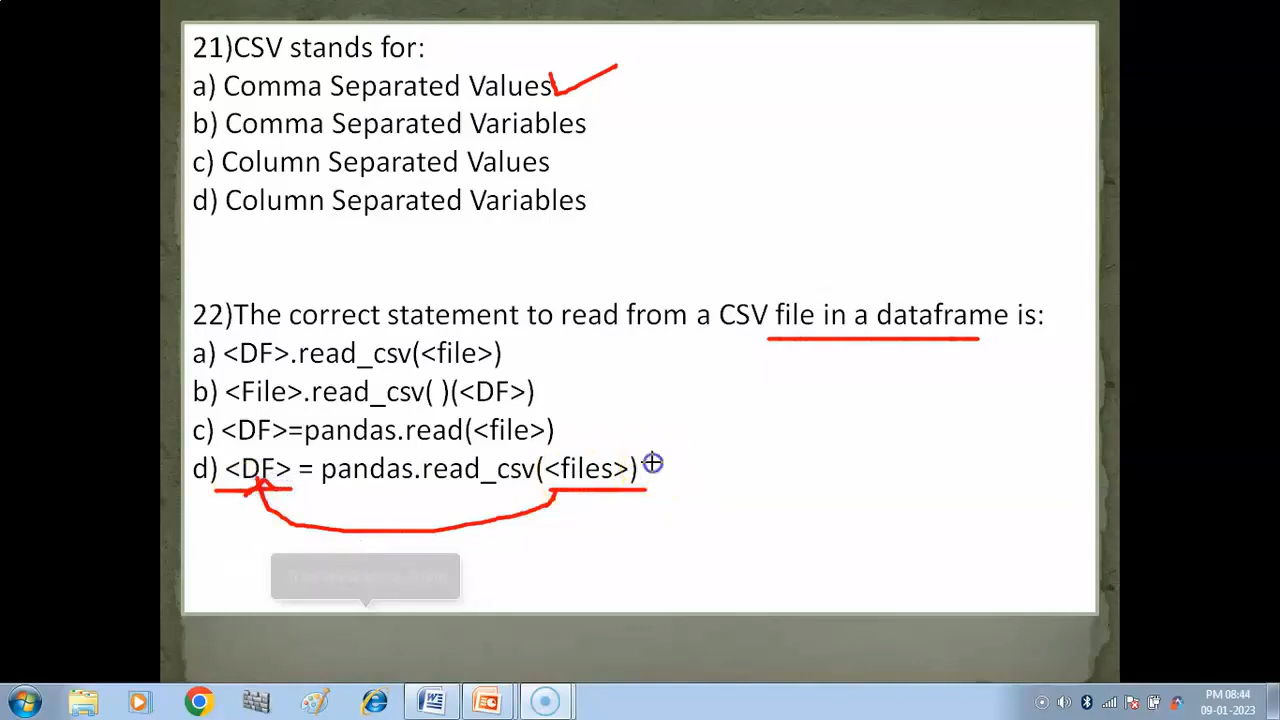 21)CSV stands for:
a) Comma Separated Values
b) Comma Separated Variables
c) Column Separated Values
d) Column Separated Variables
22)The correct statement to read from a CSV file in a dataframe is:
a) <DF>.read_csv(<file>)
b) <File>.read_csv( )(<DF>)
c) <DF>=pandas.read(<file>)
d) <DF> = pandas.read_csv(<files>)
PM 08:44
09-01-2023